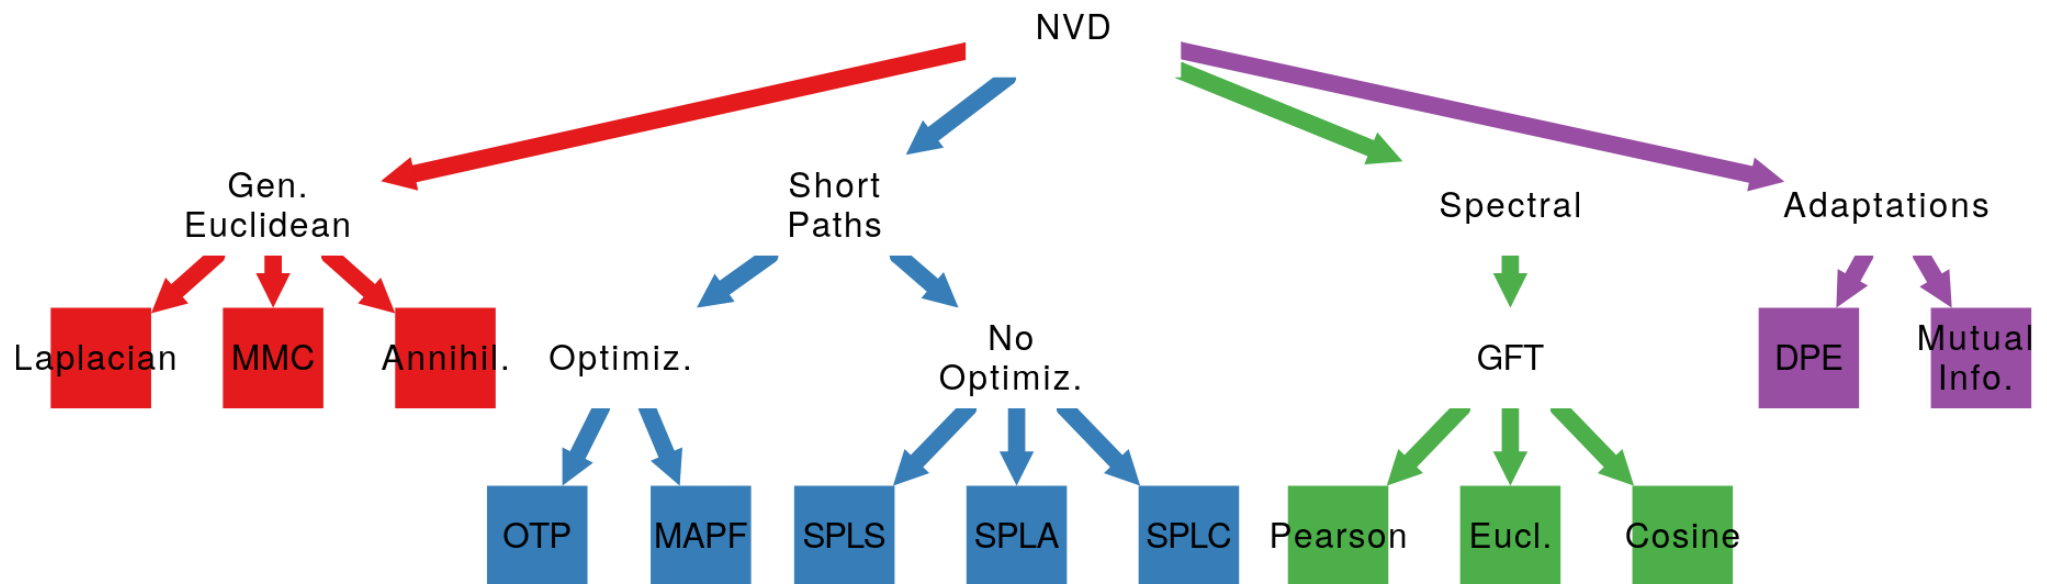 NVD
Gen.
Euclidean
Short
Paths
Spectral
Adaptations
Laplacian
MMC
Annihil.
Optimiz.
No
Optimiz.
GFT
DPE
Mutual
Info.
OTP
MAPF
SPLS
SPLA
SPLC
Pearson
Eucl.
Cosine